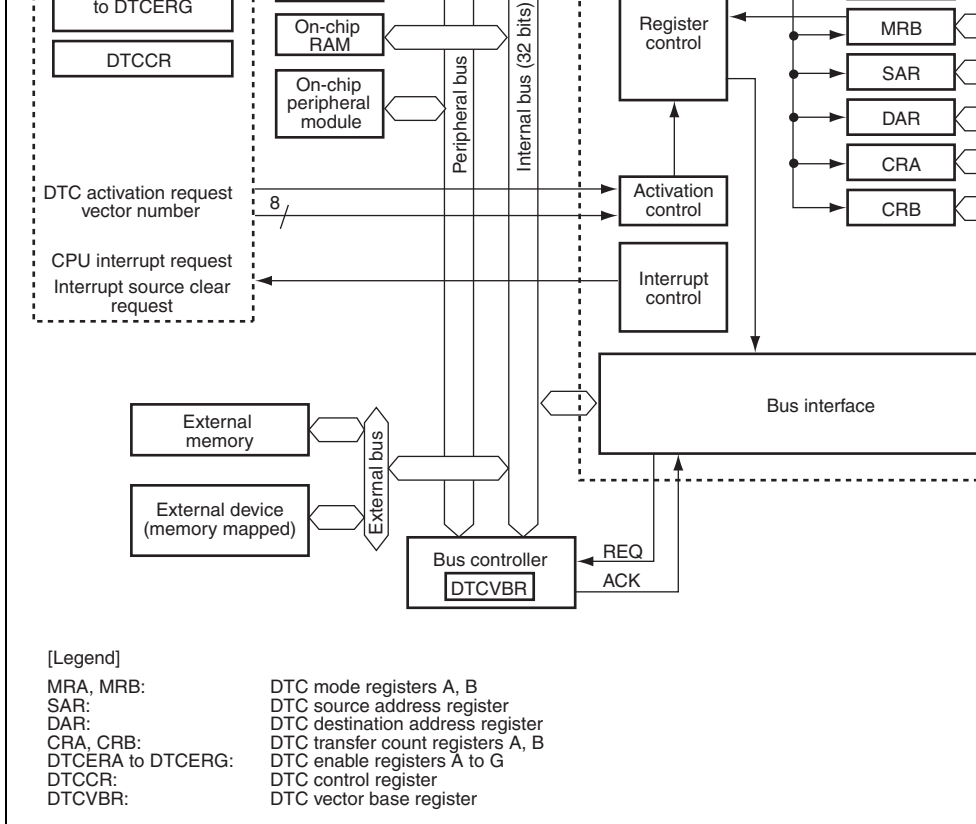 to DTCERG
DTCCR
On-chip
RAM
On-chip
peripheral
module
Peripheral bus
Internal bus (32 bits)
Register
control
MRB
SAR
DAR
CRA
CRB
DTC activation request
vector number
8
Activation
control
CPU interrupt request
Interrupt source clear
request
Interrupt
control
Bus interface
External
memory
External bus
External device
(memory mapped)
Bus controller
DTCVBR
REQ
ACK
[Legend]
MRA, MRB: DTC mode registers A, B
SAR: DTC source address register
DAR: DTC destination address register
CRA, CRB: DTC transfer count registers A, B
DTCERA to DTCERG: DTC enable registers A to G
DTCCR: DTC control register
DTCVBR: DTC vector base register